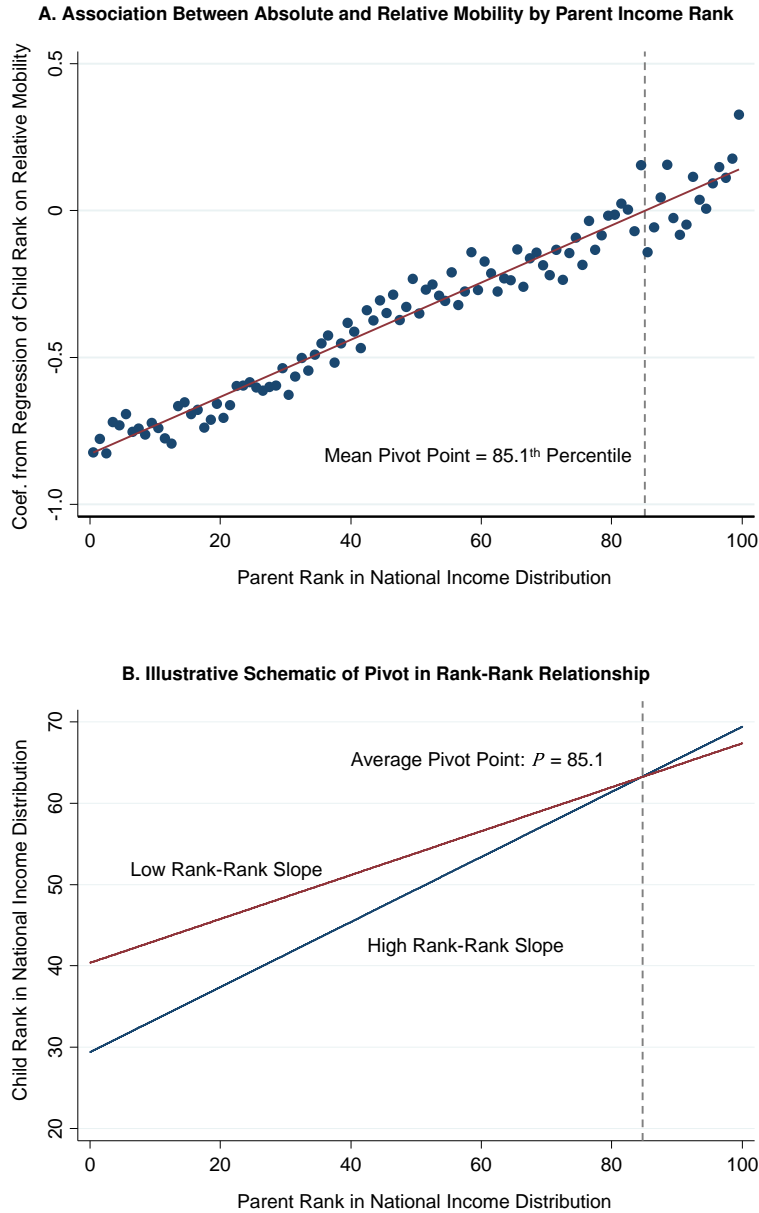 A. Association Between Absolute and Relative Mobility by Parent Income Rank
Coef. from Regression of Child Rank on Relative Mobility
0.5
0
-0.5
-1.0
Mean Pivot Point = 85.1th Percentile
0 20 40 60 80 100
Parent Rank in National Income Distribution
B. Illustrative Schematic of Pivot in Rank-Rank Relationship
Child Rank in National Income Distribution
70
60
50
40
30
20
Average Pivot Point: P = 85.1
Low Rank-Rank Slope
High Rank-Rank Slope
0 20 40 60 80 100
Parent Rank in National Income Distribution